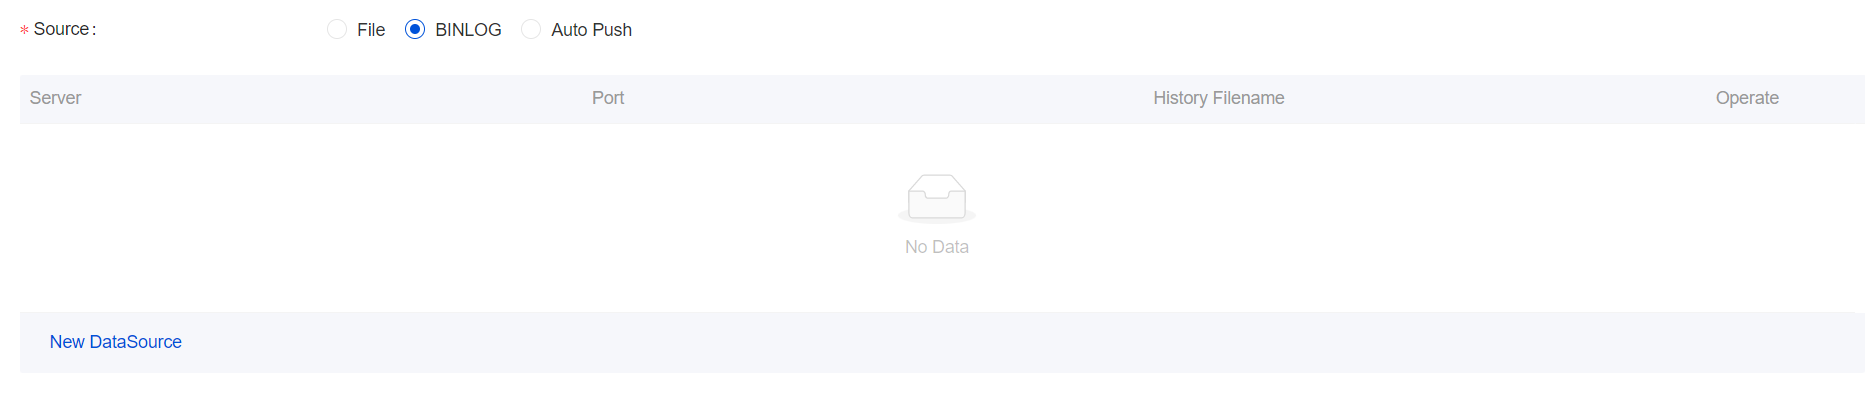 * Source: File BINLOG Auto Push
Server Port History Filename Operate
No Data
New DataSource